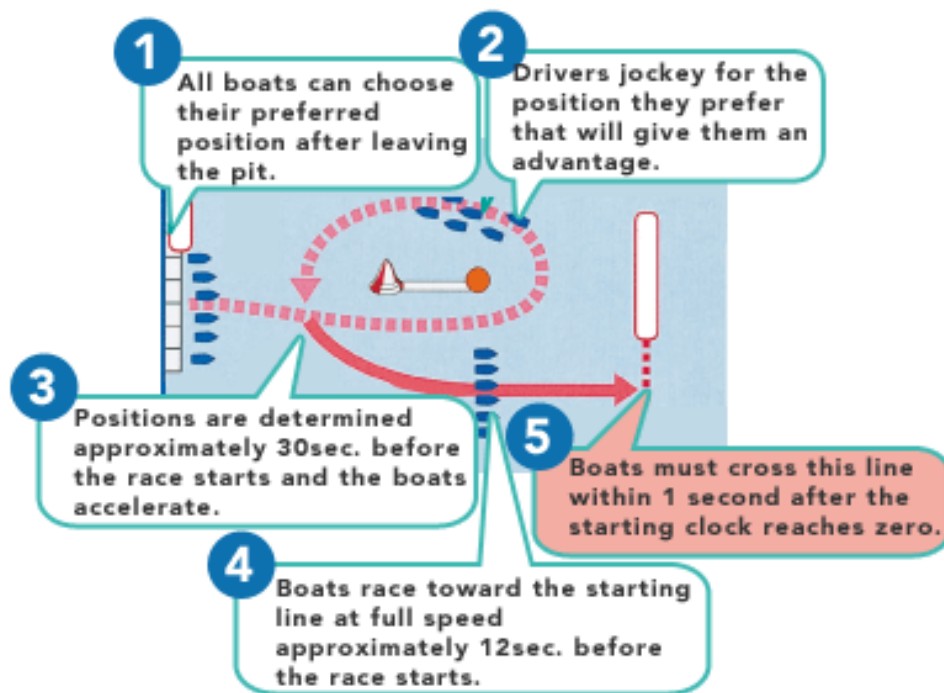 1
All boats can choose
their preferred
position after leaving
the pit.
2
Drivers jockey for the
position they prefer
that will give them an
advantage.
3
Positions are determined
approximately 30sec. before
the race starts and the boats
accelerate.
4
Boats race toward the starting
line at full speed
approximately 12sec. before
the race starts.
5
Boats must cross this line
within 1 second after the
starting clock reaches zero.